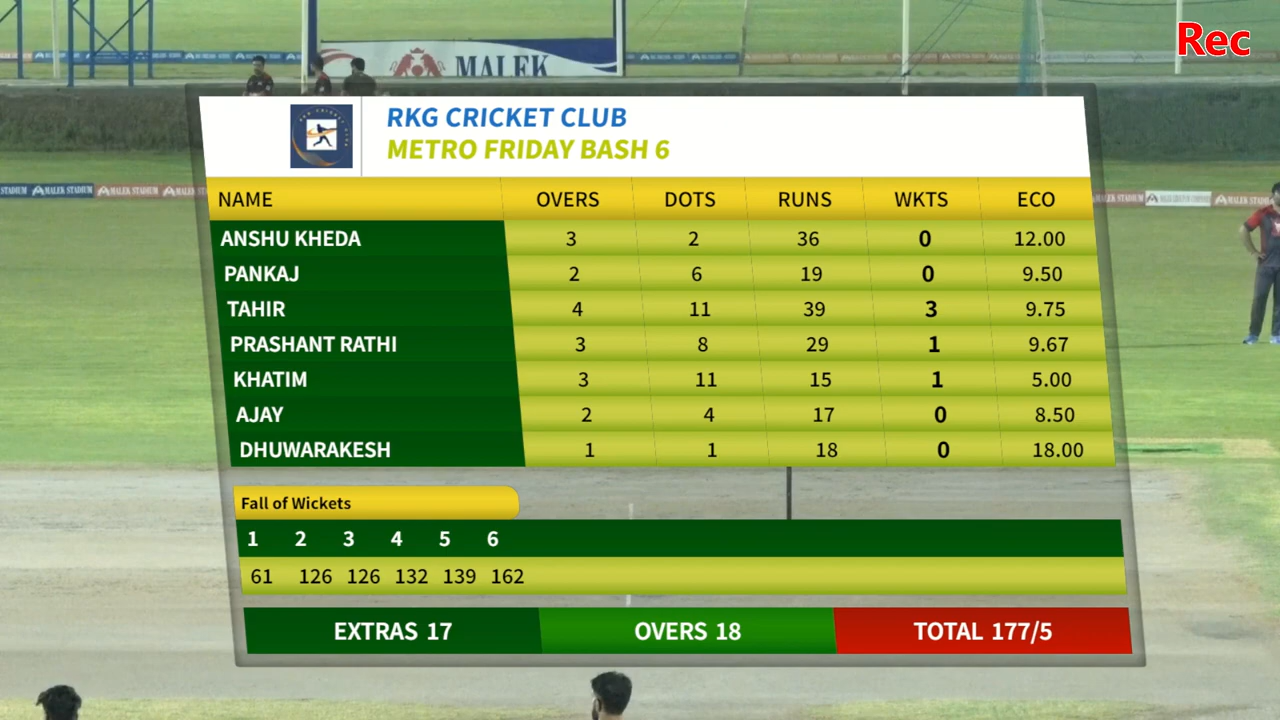 Rec
MALEK
STADIUM MALEK STADIUM MALEK
RKG CRICKET CLUB
METRO FRIDAY BASH 6
NAME OVERS DOTS RUNS WKTS ECO
ANSHU KHEDA 3 2 36 0 12.00
PANKAJ 2 6 19 0 9.50
TAHIR 4 11 39 3 9.75
PRASHANT RATHI 3 8 29 1 9.67
KHATIM 3 11 15 1 5.00
AJAY 2 4 17 0 8.50
DHUWARAKESH 1 1 18 0 18.00
Fall of Wickets
1 2 3 4 5 6
61 126 126 132 139 162
EXTRAS 17 OVERS 18 TOTAL 177/5